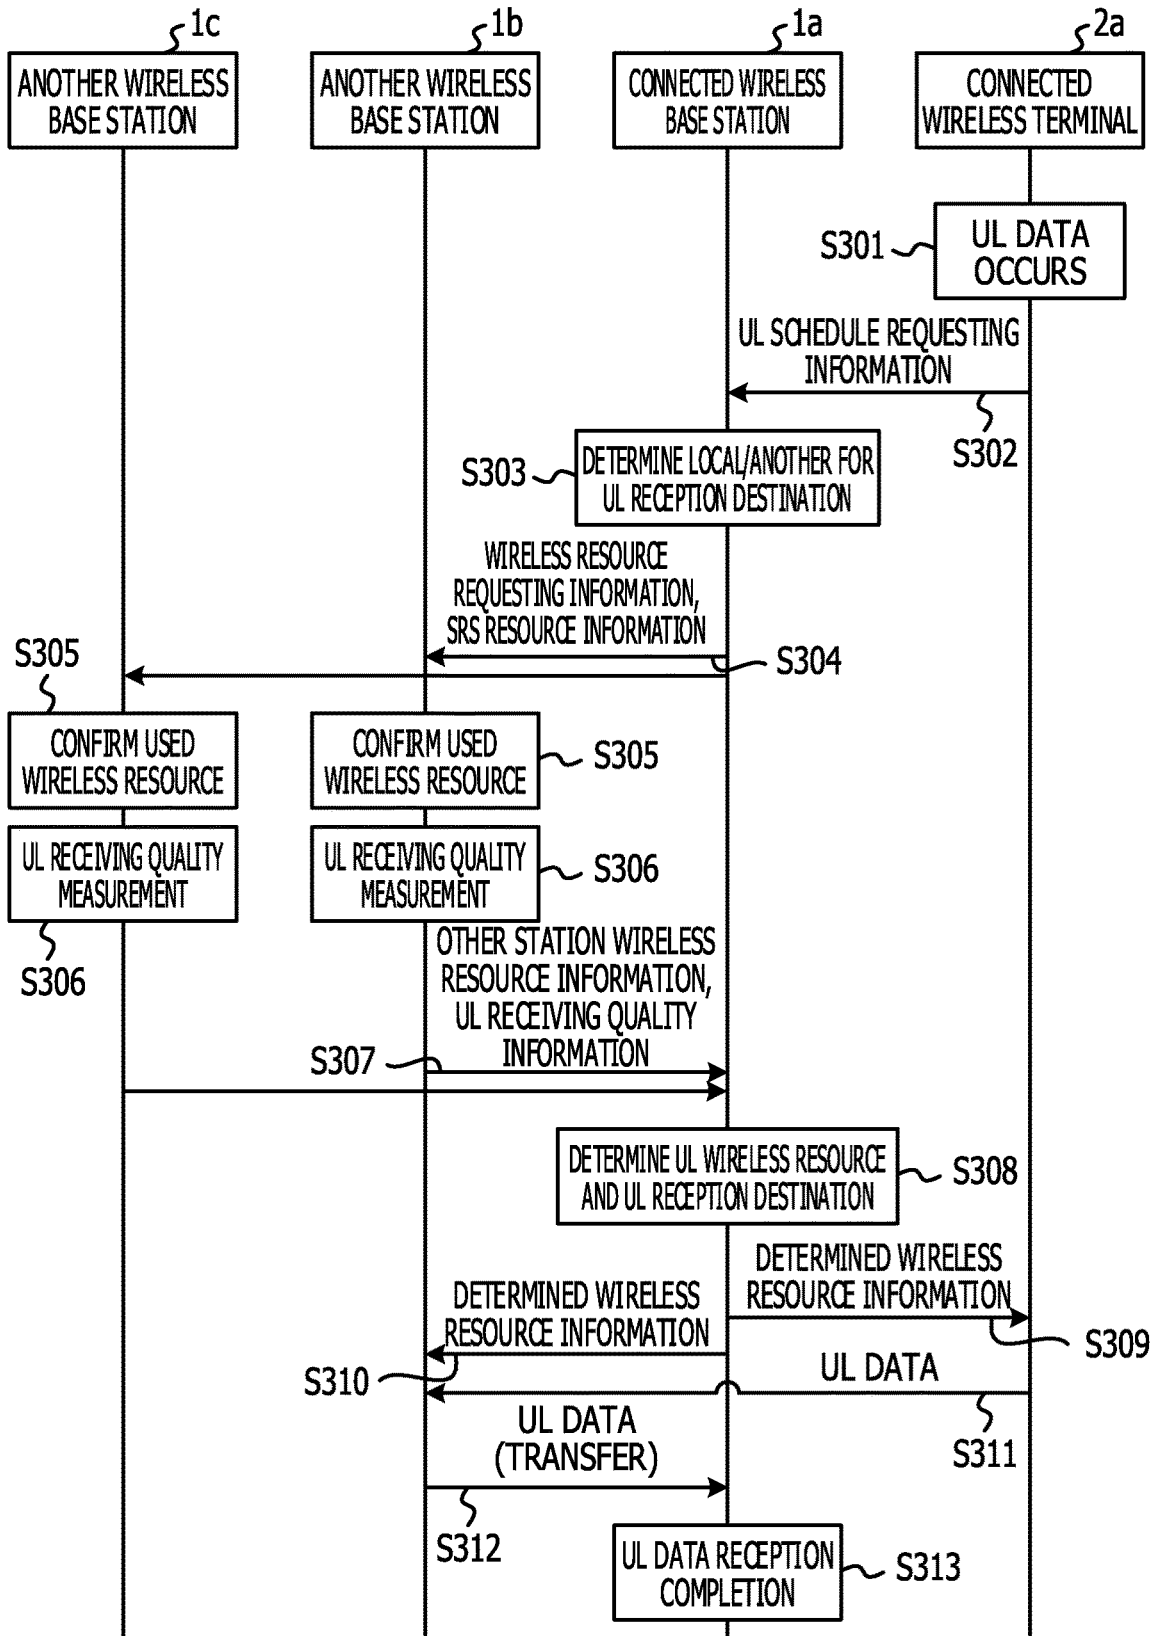 1c
1b
1a
2a
ANOTHER WIRELESS
BASE STATION
ANOTHER WIRELESS
BASE STATION
CONNECTED WIRELESS
BASE STATION
CONNECTED
WIRELESS TERMINAL
S301
UL DATA
OCCURS
UL SCHEDULE REQUESTING
INFORMATION
S302
S303
DETERMINE LOCAL/ANOTHER FOR
UL RECEPTION DESTINATION
WIRELESS RESOURCE
REQUESTING INFORMATION,
SRS RESOURCE INFORMATION
S304
S305
CONFIRM USED
WIRELESS RESOURCE
CONFIRM USED
WIRELESS RESOURCE
S305
UL RECEIVING QUALITY
MEASUREMENT
UL RECEIVING QUALITY
MEASUREMENT
S306
S306
OTHER STATION WIRELESS
RESOURCE INFORMATION,
UL RECEIVING QUALITY
INFORMATION
S307
DETERMINE UL WIRELESS RESOURCE
AND UL RECEPTION DESTINATION
S308
DETERMINED WIRELESS
RESOURCE INFORMATION
S309
DETERMINED WIRELESS
RESOURCE INFORMATION
S310
UL DATA
S311
UL DATA
(TRANSFER)
S312
UL DATA RECEPTION
COMPLETION
S313